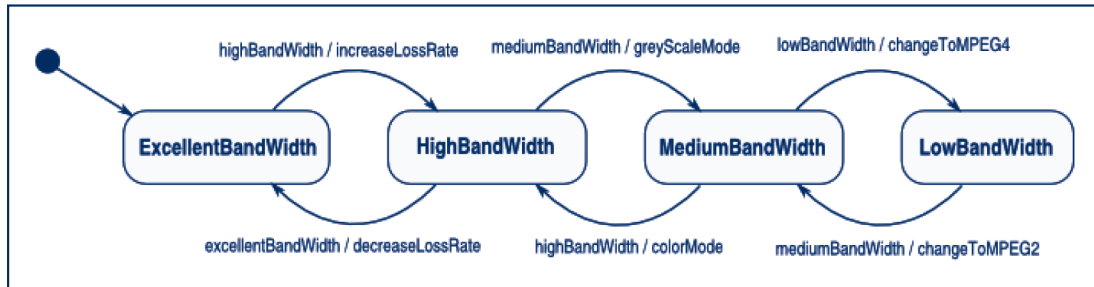 highBandWidth / increaseLossRate
mediumBandWidth / greyScaleMode
lowBandWidth / changeToMPEG4
ExcellentBandWidth
HighBandWidth
MediumBandWidth
LowBandWidth
excellentBandWidth / decreaseLossRate
highBandWidth / colorMode
mediumBandWidth / changeToMPEG2